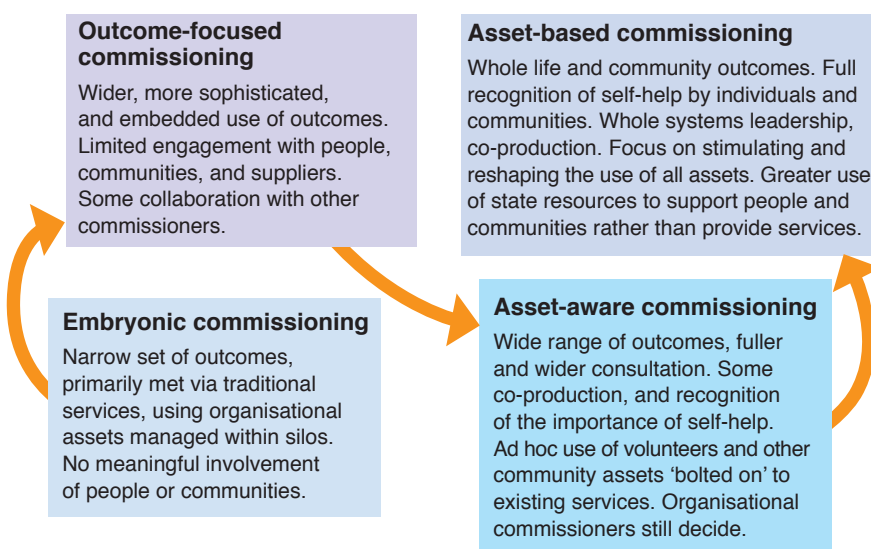 Outcome-focused
commissioning
Wider, more sophisticated,
and embedded use of outcomes.
Limited engagement with people,
communities, and suppliers.
Some collaboration with other
commissioners.
Asset-based commissioning
Whole life and community outcomes. Full
recognition of self-help by individuals and
communities. Whole systems leadership,
co-production. Focus on stimulating and
reshaping the use of all assets. Greater use
of state resources to support people and
communities rather than provide services.
Embryonic commissioning
Narrow set of outcomes,
primarily met via traditional
services, using organisational
assets managed within silos.
No meaningful involvement
of people or communities.
Asset-aware commissioning
Wide range of outcomes, fuller
and wider consultation. Some
co-production, and recognition
of the importance of self-help.
Ad hoc use of volunteers and other
community assets ‘bolted on’ to
existing services. Organisational
commissioners still decide.